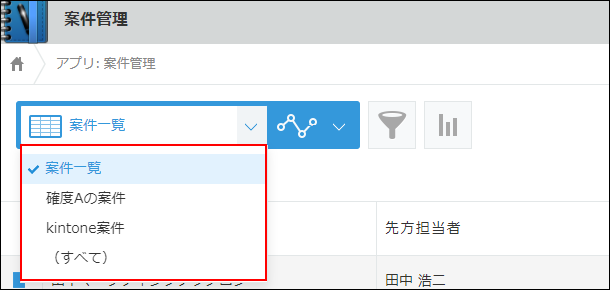 案件管理
アプリ: 案件管理
案件一覧
案件一覧
確度Aの案件
kintone案件
（すべて）
先方担当者
田中 浩二